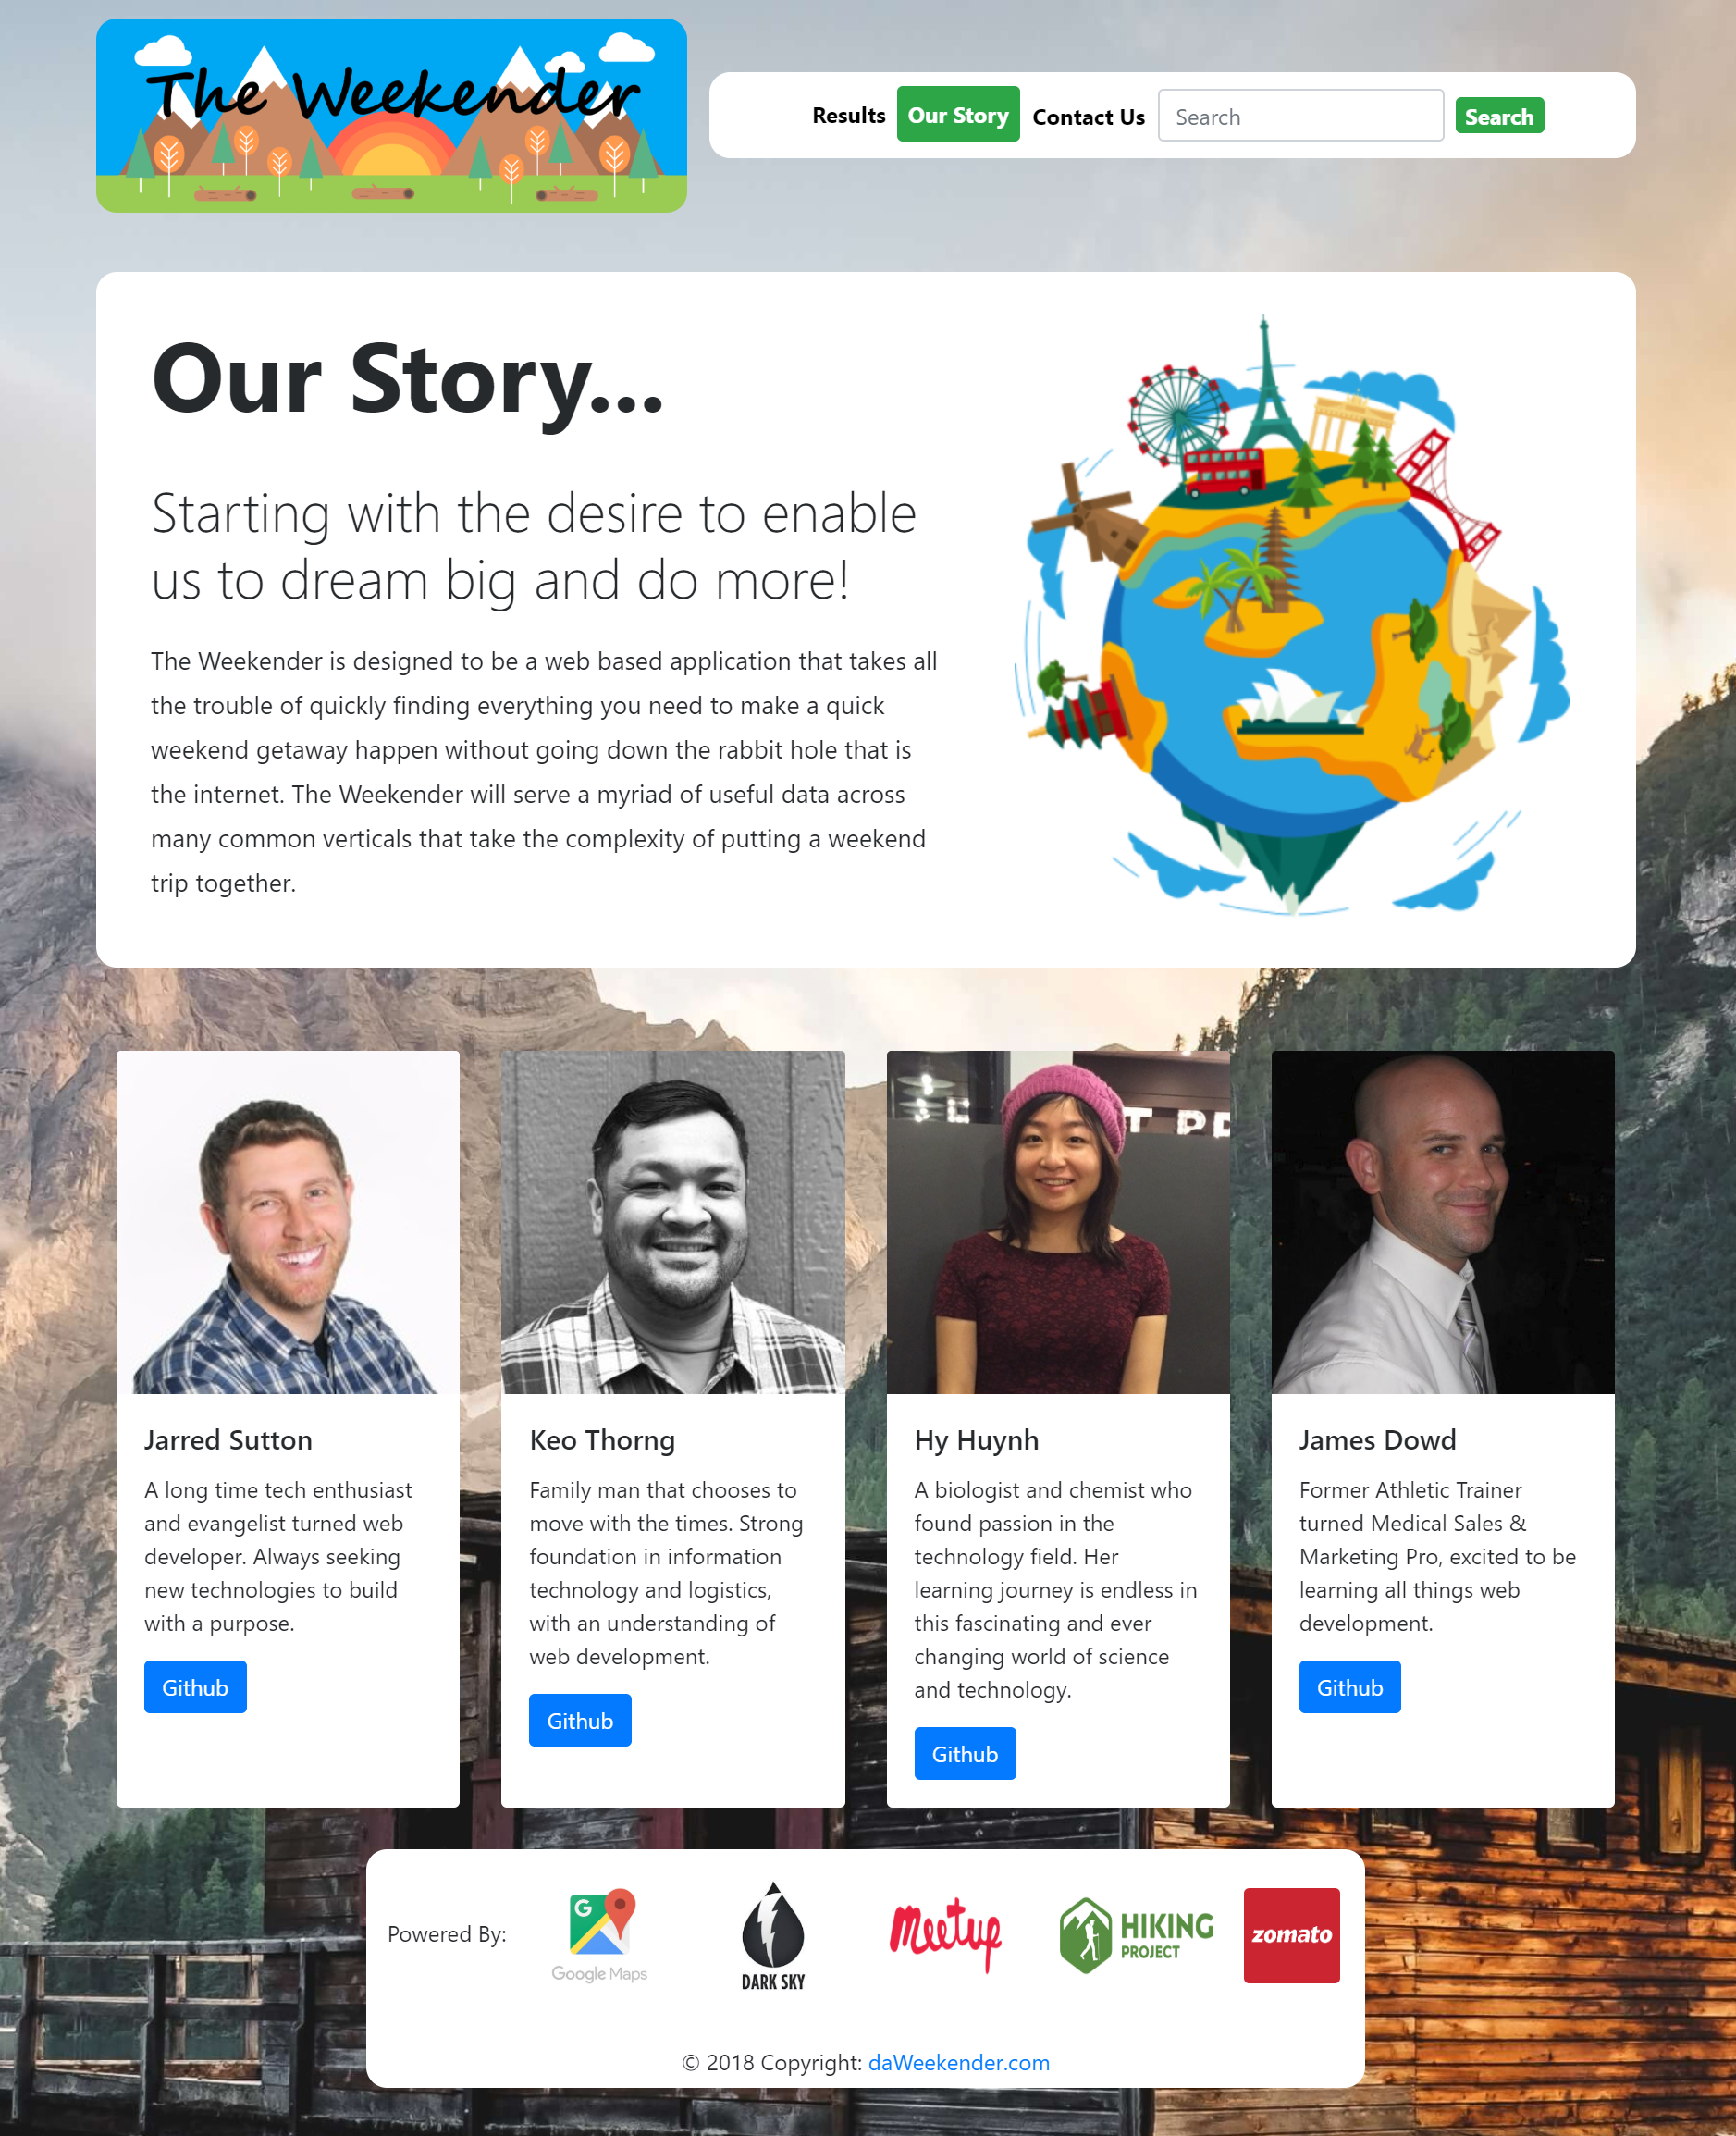 The Weekender
Results Our Story Contact Us Search Search
Our Story...
Starting with the desire to enable
us to dream big and do more!
The Weekender is designed to be a web based application that takes all
the trouble of quickly finding everything you need to make a quick
weekend getaway happen without going down the rabbit hole that is
the internet. The Weekender will serve a myriad of useful data across
many common verticals that take the complexity of putting a weekend
trip together.
Jarred Sutton
A long time tech enthusiast
and evangelist turned web
developer. Always seeking
new technologies to build
with a purpose.
Github
Keo Thorng
Family man that chooses to
move with the times. Strong
foundation in information
technology and logistics,
with an understanding of
web development.
Github
Hy Huynh
A biologist and chemist who
found passion in the
technology field. Her
learning journey is endless in
this fascinating and ever
changing world of science
and technology.
Github
James Dowd
Former Athletic Trainer
turned Medical Sales &
Marketing Pro, excited to be
learning all things web
development.
Github
Powered By:
G
Google Maps
DARK SKY
Meetup
HIKING
PROJECT
zomato
© 2018 Copyright: daWeekender.com